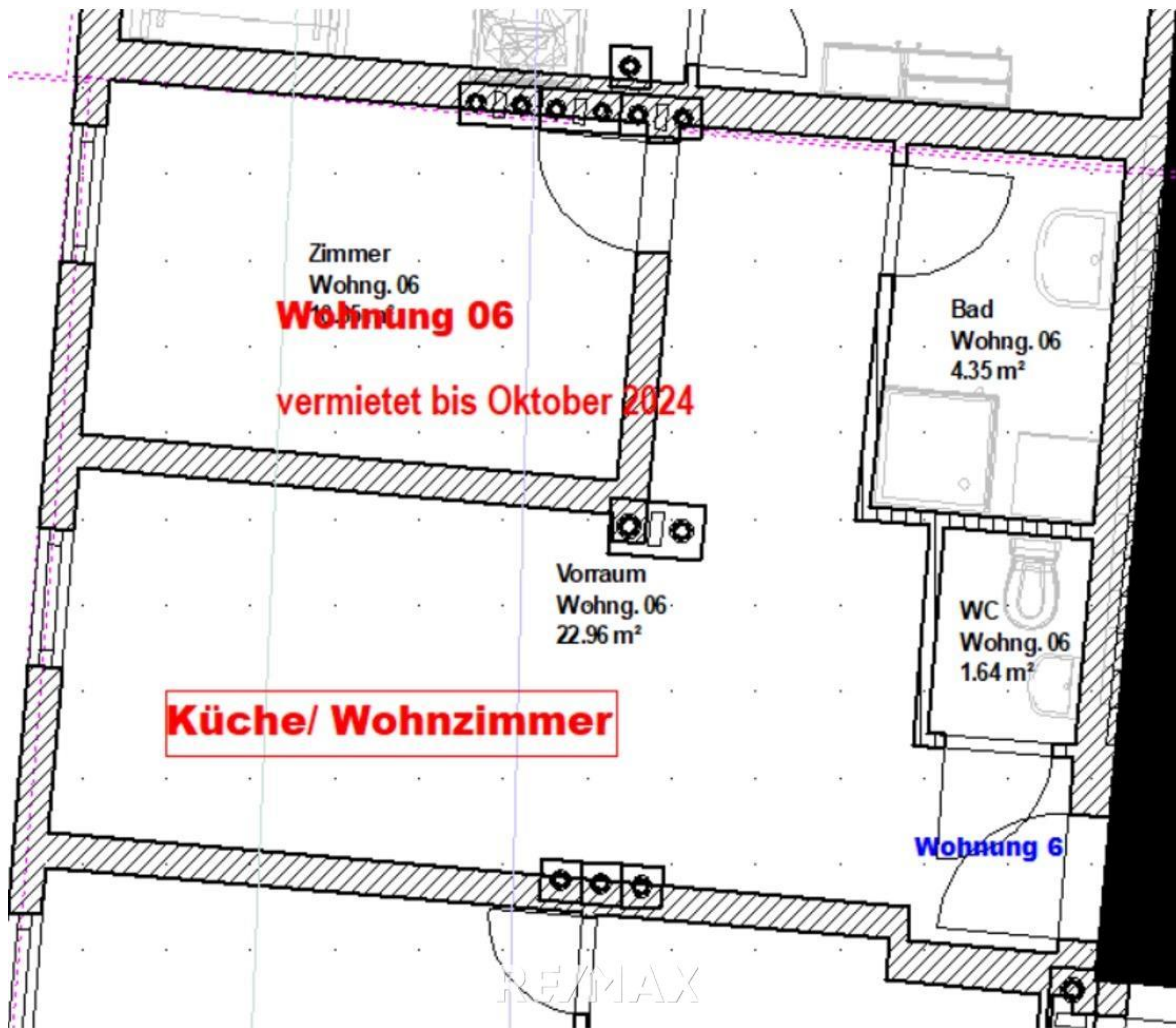 Zimmer
Wohng. 06
Wohnung 06
vermietet bis Oktober 2024
Bad
Wohng. 06
4.35 m²
Vorraum
Wohng. 06
22.96 m²
WC
Wohng. 06
1.64 m²
Küche/ Wohnzimmer
Wohnung 6
RE/MAX